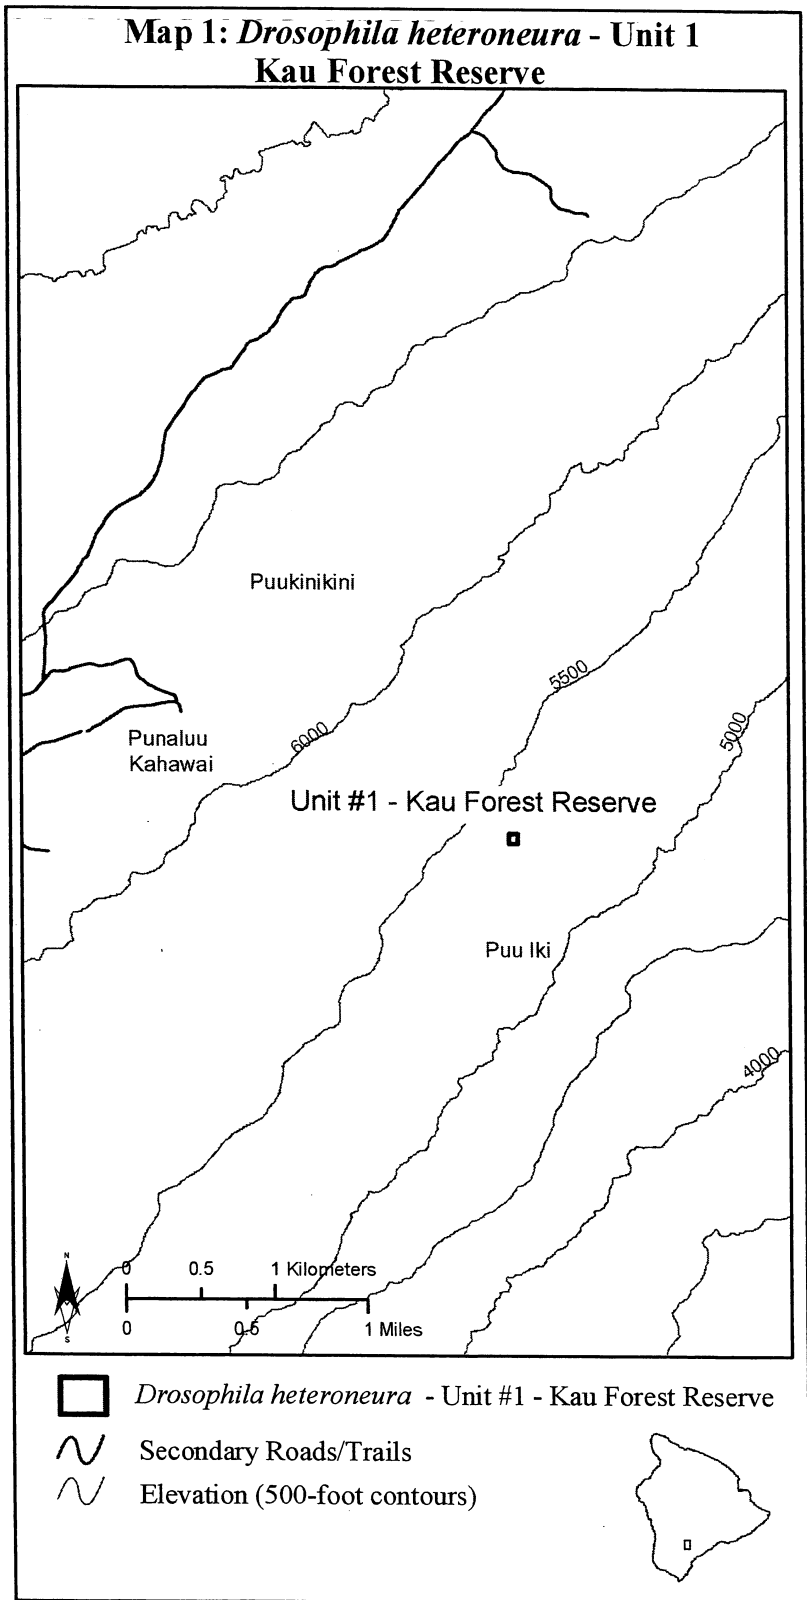 Map 1: Drosophila heteroneura - Unit 1
Kau Forest Reserve
Puukinikini
5500
Punaluu
Kahawai
6000
5000
Unit #1 - Kau Forest Reserve
Puu Iki
4000
N
S
0 0.5 1 Kilometers
0 0.5 1 Miles
Drosophila heteroneura - Unit #1 - Kau Forest Reserve
Secondary Roads/Trails
Elevation (500-foot contours)